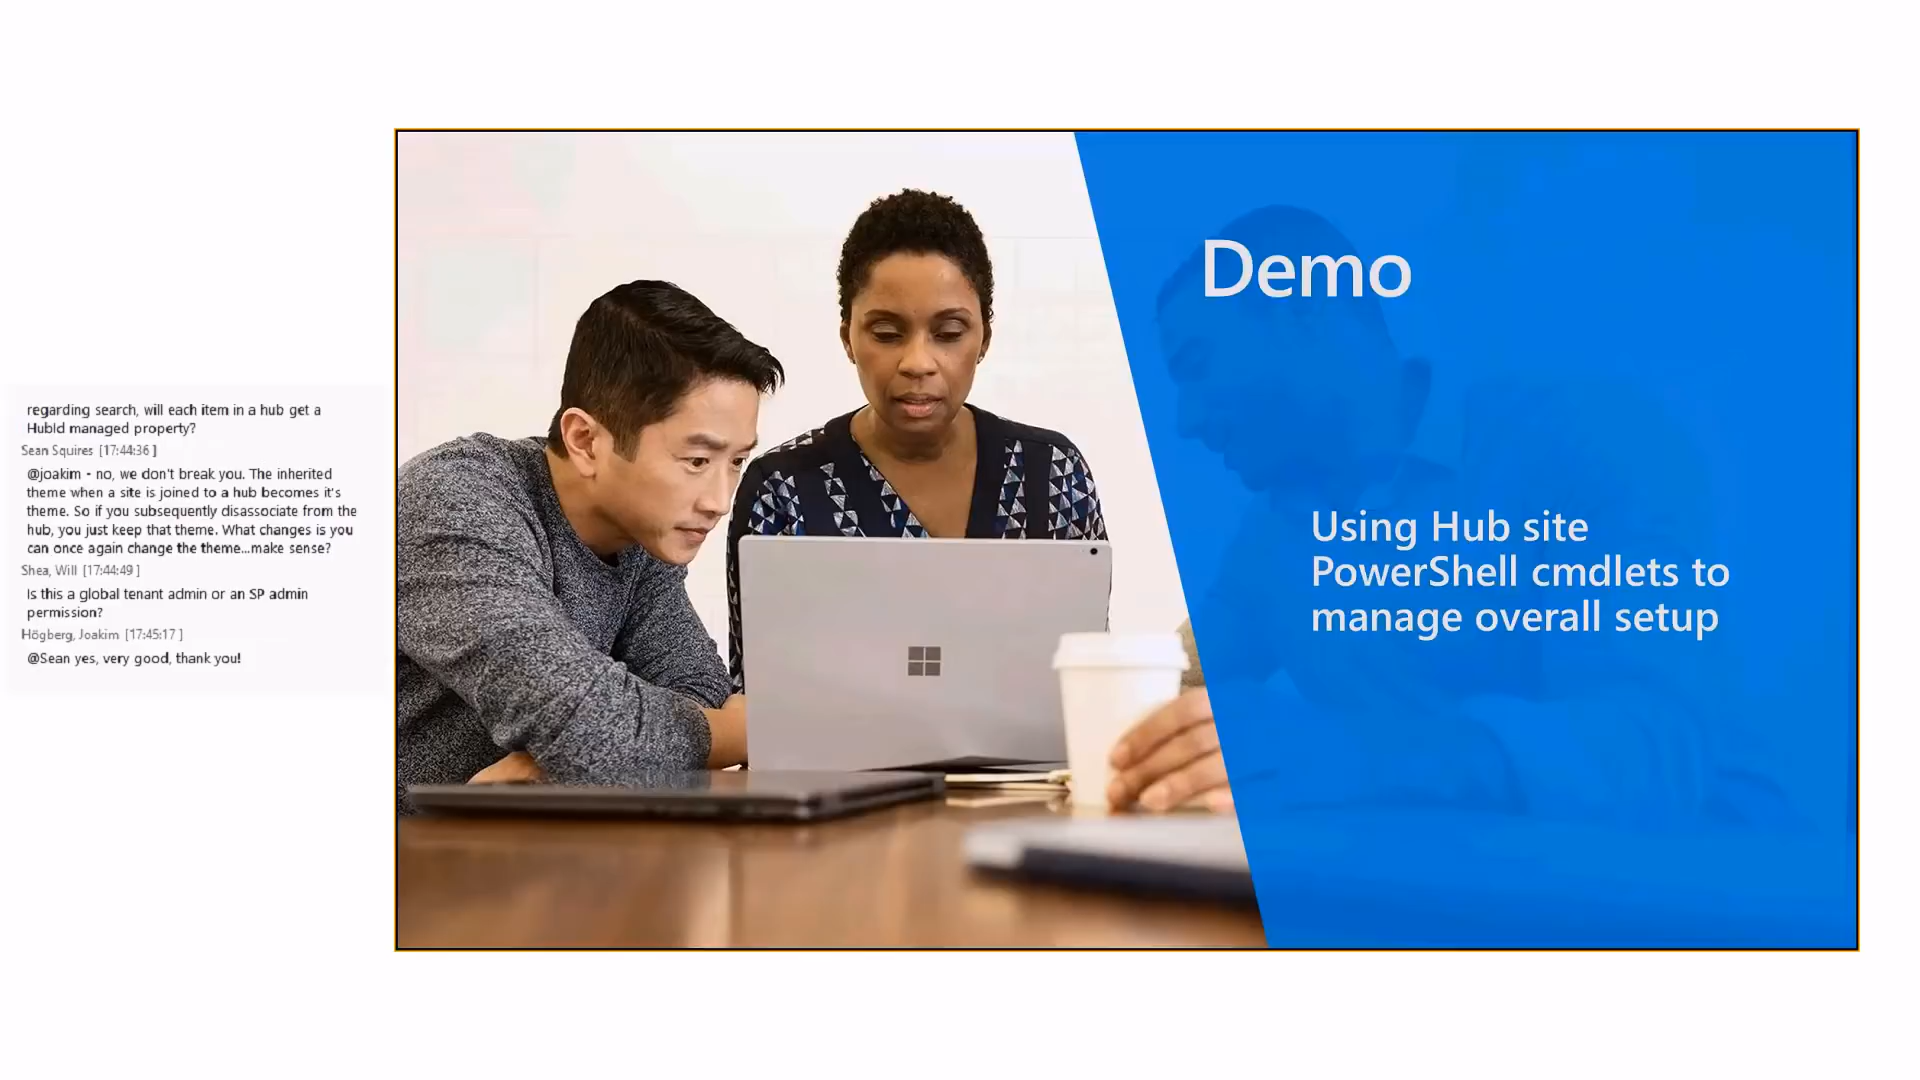 regarding search, will each item in a hub get a
HubId managed property?
Sean Squires [17:44:36 ]
@joakim - no, we don't break you. The inherited
theme when a site is joined to a hub becomes it's
theme. So if you subsequently disassociate from the
hub, you just keep that theme. What changes is you
can once again change the theme...make sense?
Shea, Will [17:44:49 ]
Is this a global tenant admin or an SP admin
permission?
Högberg, Joakim [17:45:17 ]
@Sean yes, very good, thank you!
Demo
Using Hub site
PowerShell cmdlets to
manage overall setup